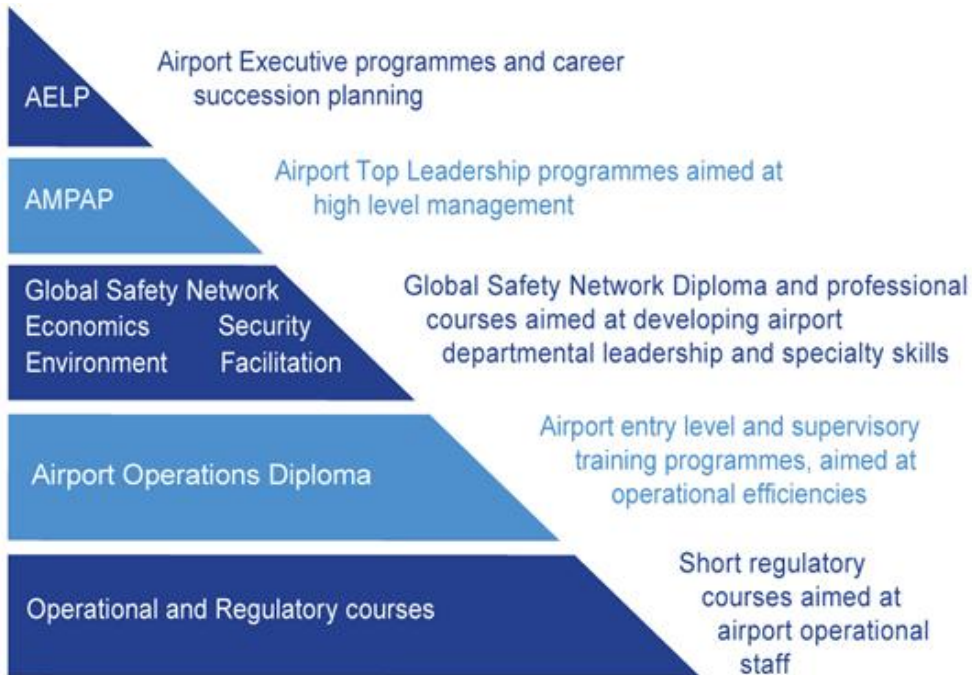 AELP
Airport Executive programmes and career
succession planning
AMPAP
Airport Top Leadership programmes aimed at
high level management
Global Safety Network
Economics Security
Environment Facilitation
Global Safety Network Diploma and professional
courses aimed at developing airport
departmental leadership and specialty skills
Airport Operations Diploma
Airport entry level and supervisory
training programmes, aimed at
operational efficiencies
Operational and Regulatory courses
Short regulatory
courses aimed at
airport operational
staff